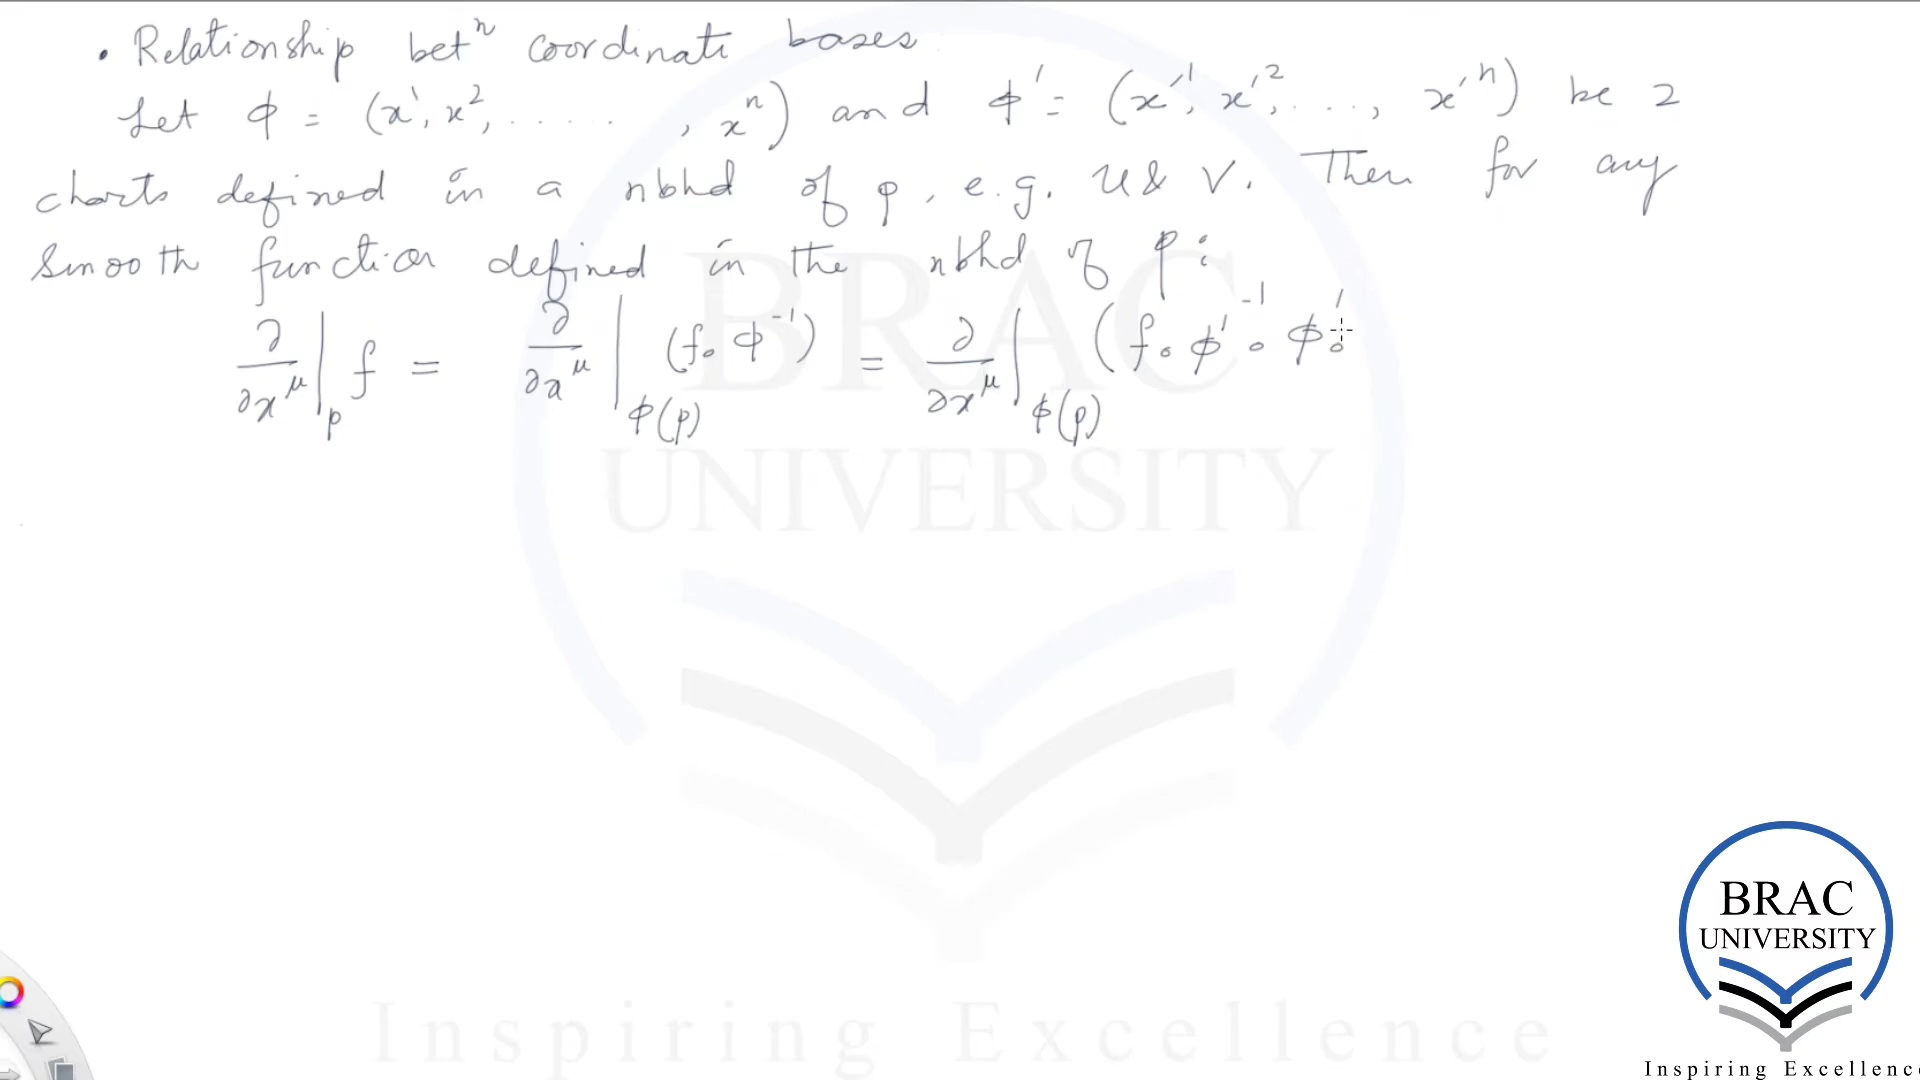 • Relationship betⁿ coordinate bases
Let ϕ = (x¹, x², ..... , xⁿ) and ϕ' = (x'¹, x'², ..., x'ⁿ) be 2
charts defined in a nbhd of p, e.g. U & V. Then for any
smooth function defined in the nbhd of p:
∂/∂x^μ|_p f = ∂/∂x^μ|_ϕ(p) (f∘ϕ⁻¹) = ∂/∂x^μ|_ϕ(p) (f∘ϕ'⁻¹∘ϕ'∘
BRAC
UNIVERSITY
Inspiring Excellence
BRAC
UNIVERSITY
Inspiring Excellenc